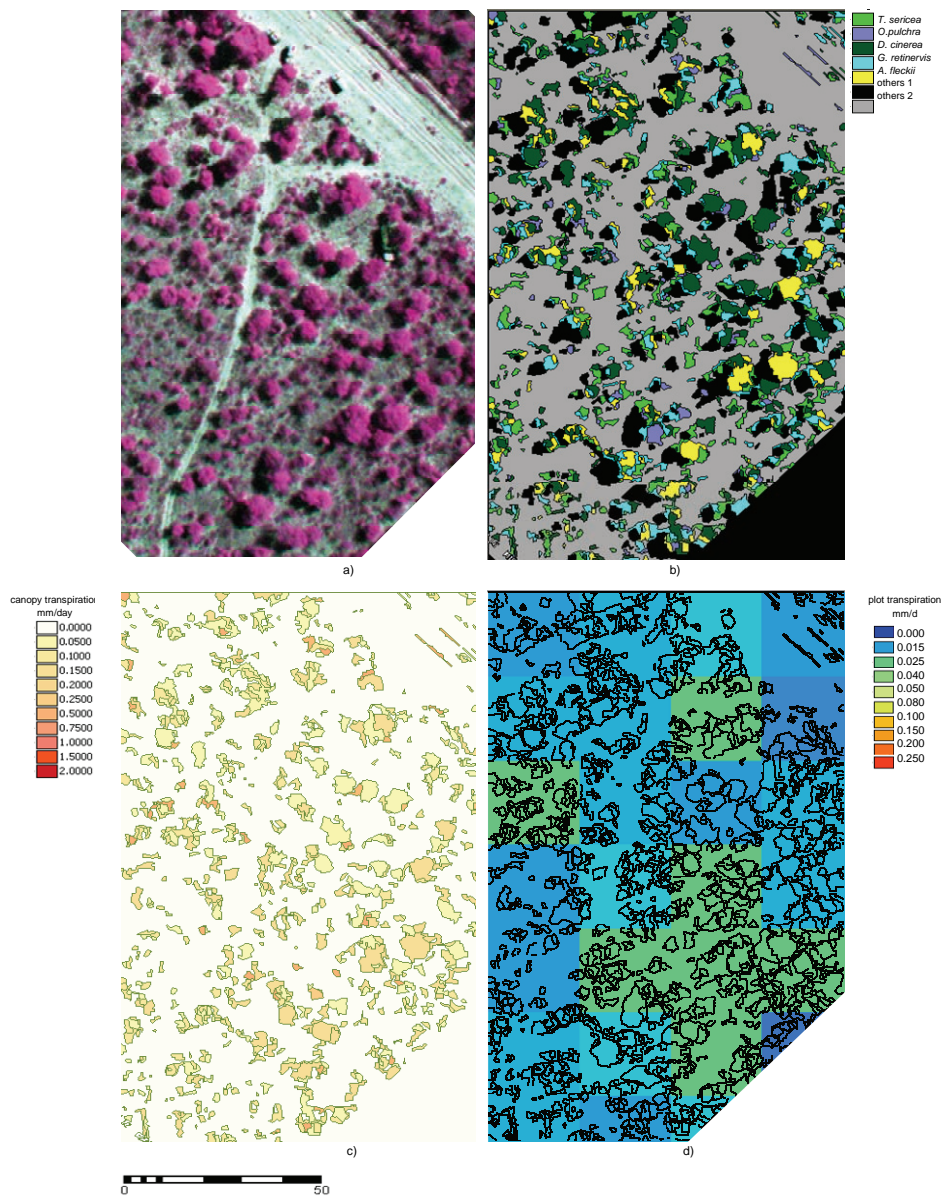 T. sericea
O.pulchra
D. cinerea
G. retinervis
A. fleckii
others 1
others 2
a)
b)
canopy transpiration
mm/day
0.0000
0.0500
0.1000
0.1500
0.2000
0.2500
0.5000
0.7500
1.0000
1.5000
2.0000
plot transpiration
mm/d
0.000
0.015
0.025
0.040
0.050
0.080
0.100
0.150
0.200
0.250
c)
d)
0
50